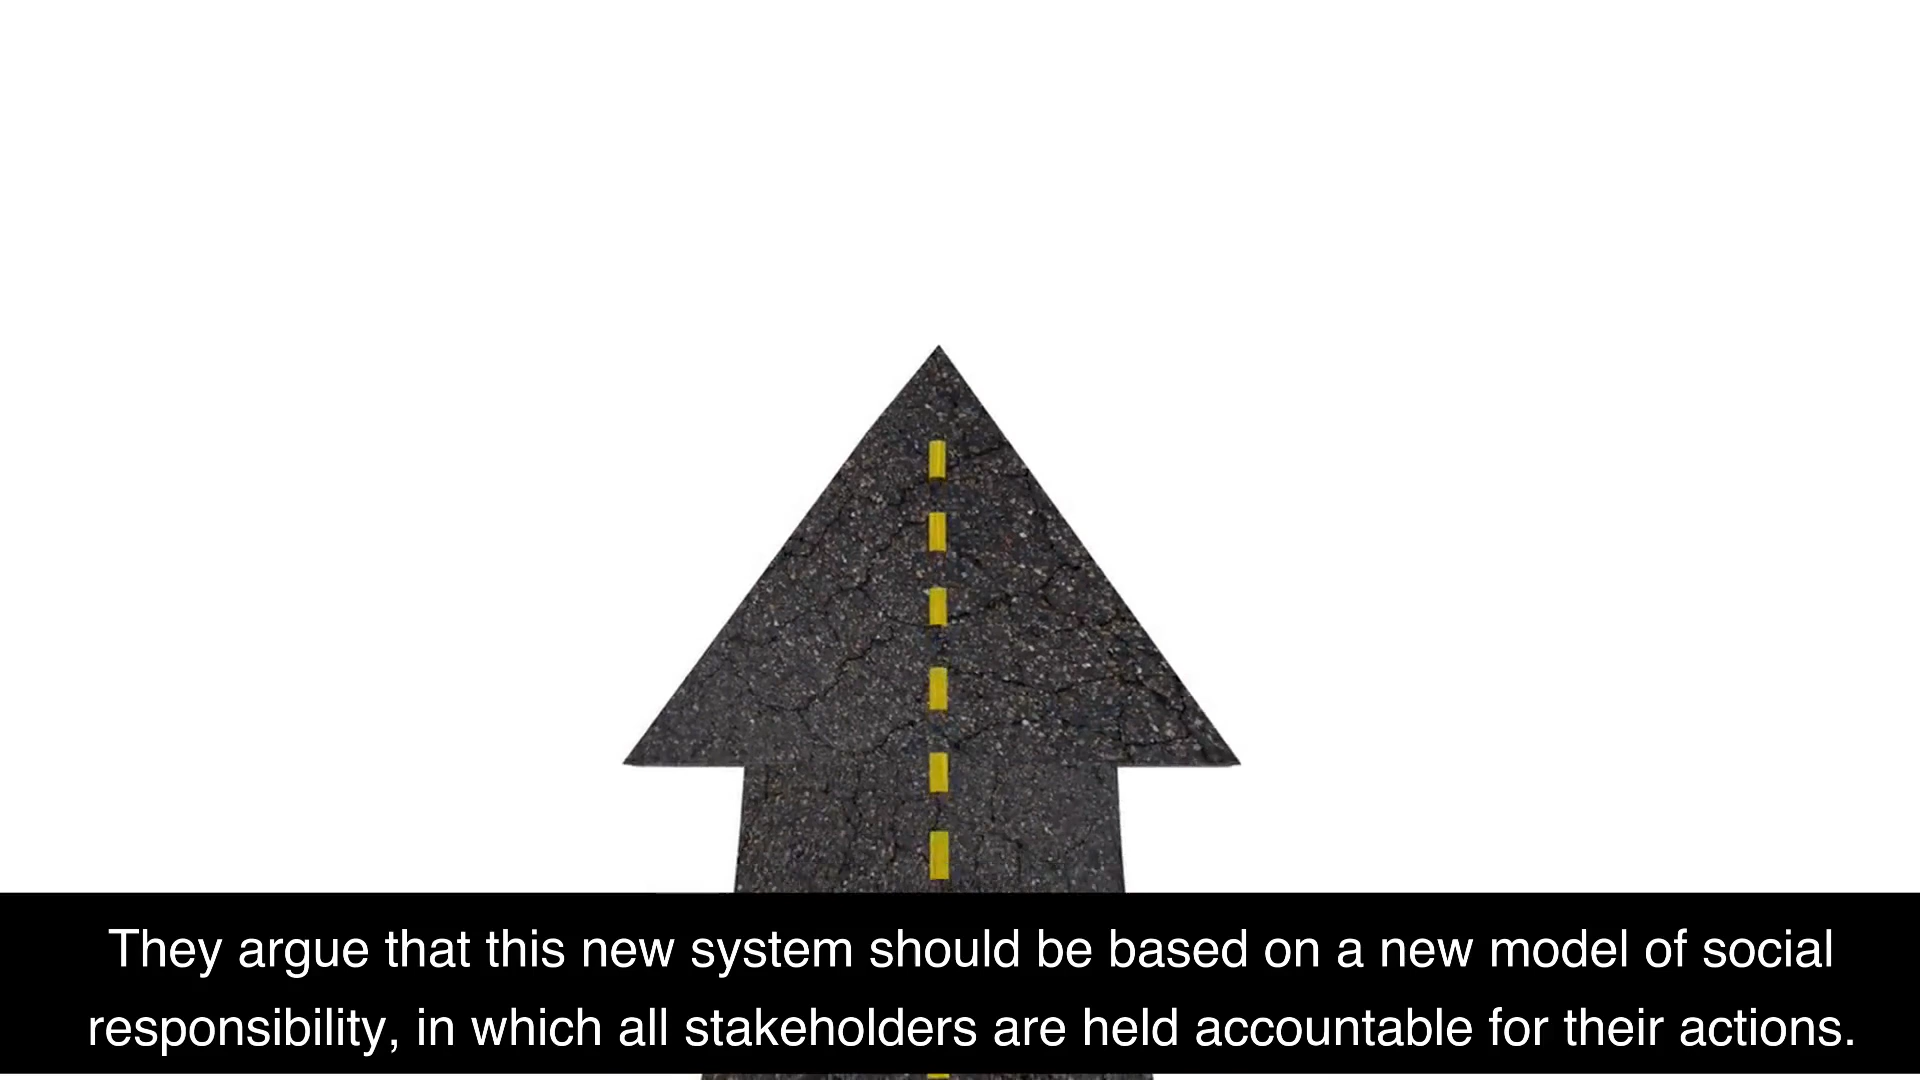 They argue that this new system should be based on a new model of social
responsibility, in which all stakeholders are held accountable for their actions.